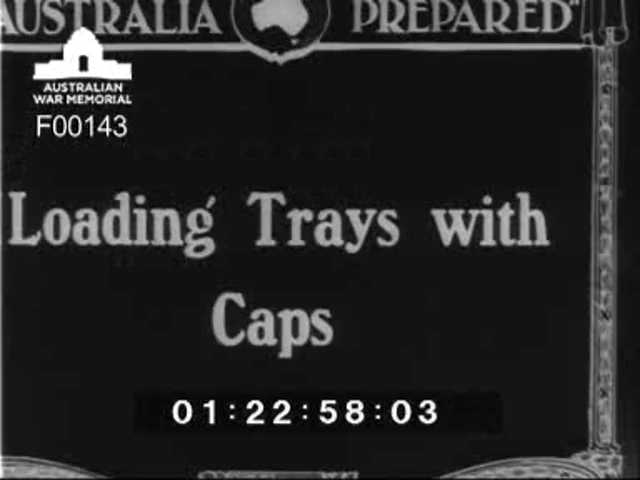 AUSTRALIA PREPARED"
AUSTRALIAN
WAR MEMORIAL
F00143
Loading Trays with
Caps
01:22:58:03